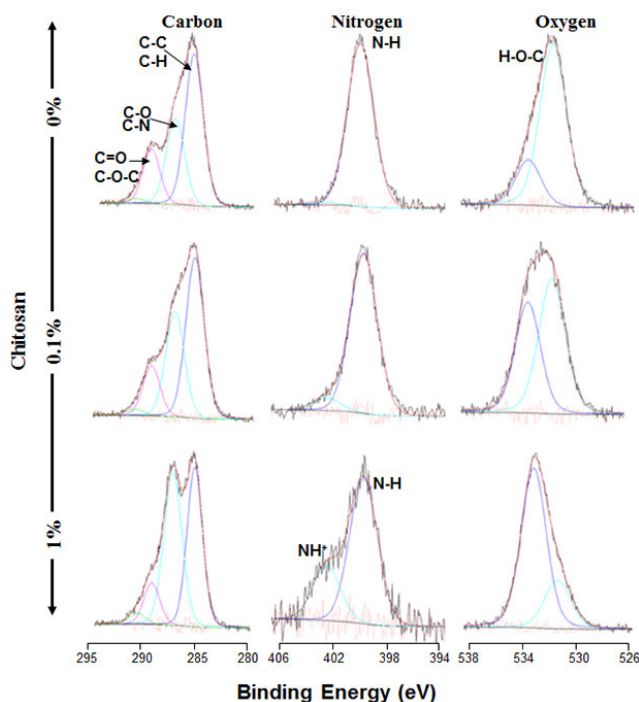 Carbon
Nitrogen
Oxygen
Chitosan
0%
C-C
C-H
C-O
C-N
C=O
C-O-C
N-H
H-O-C
0.1%
1%
NH⁺
N-H
295
290
285
280
406
402
398
394
538
534
530
526
Binding Energy (eV)